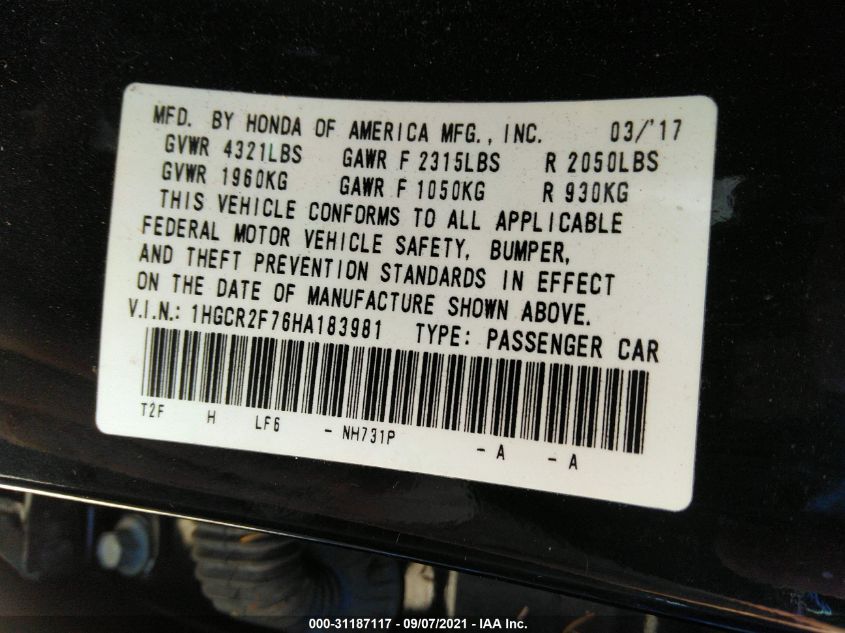 MFD. BY HONDA OF AMERICA MFG., INC. 03/'17
GVWR 4321LBS GAWR F 2315LBS R 2050LBS
GVWR 1960KG GAWR F 1050KG R 930KG
THIS VEHICLE CONFORMS TO ALL APPLICABLE
FEDERAL MOTOR VEHICLE SAFETY, BUMPER,
AND THEFT PREVENTION STANDARDS IN EFFECT
ON THE DATE OF MANUFACTURE SHOWN ABOVE.
V.I.N.: 1HGCR2F76HA183981 TYPE: PASSENGER CAR
T2F H LF6 - NH731P - A - A
000-31187117 - 09/07/2021 - IAA Inc.